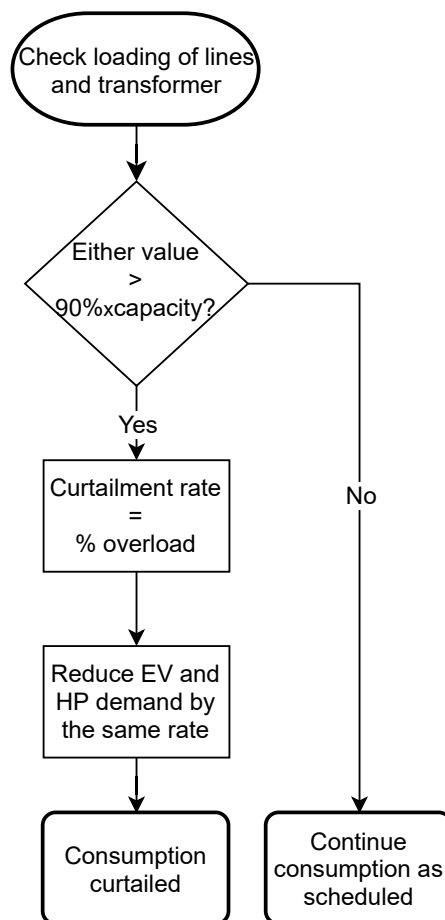 Check loading of lines
and transformer
Either value
>
90%xcapacity?
Yes
No
Curtailment rate
=
% overload
Reduce EV and
HP demand by
the same rate
Consumption
curtailed
Continue
consumption as
scheduled